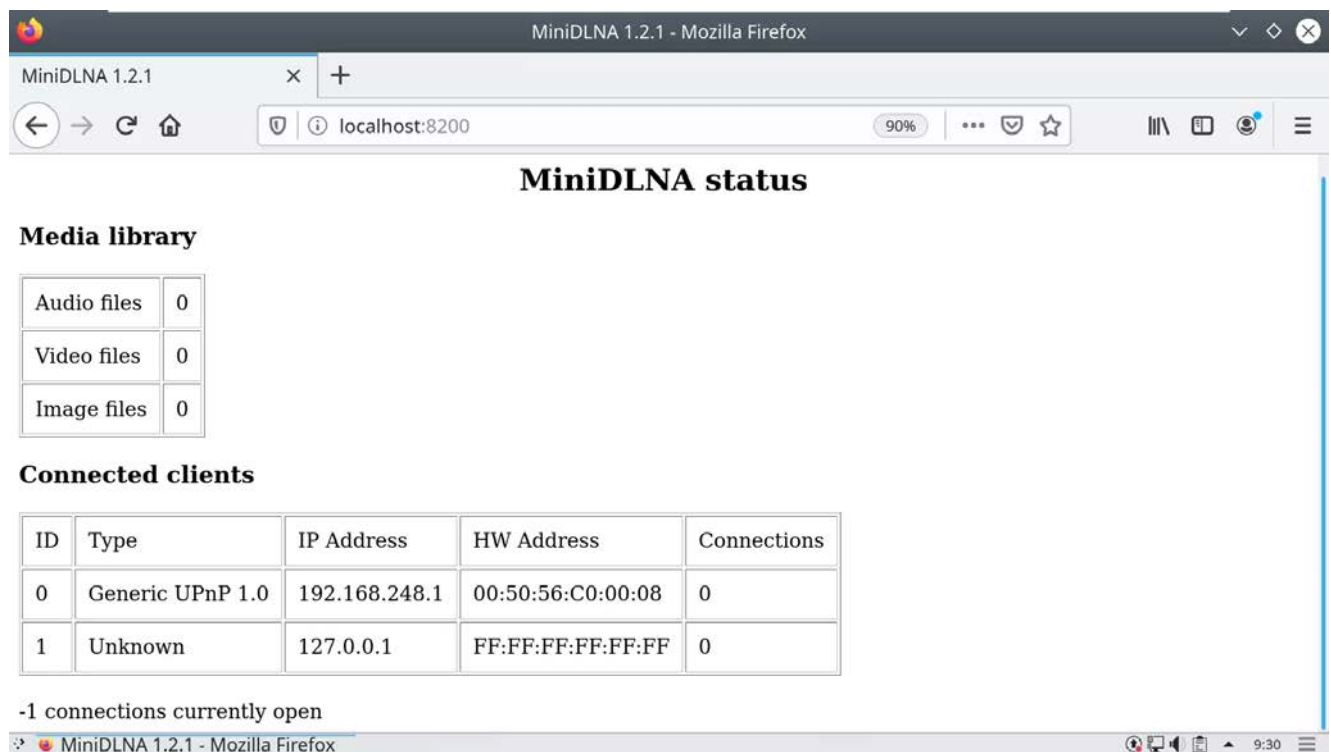 MiniDLNA 1.2.1 - Mozilla Firefox
MiniDLNA 1.2.1
localhost:8200 90%
MiniDLNA status
Media library
Audio files 0
Video files 0
Image files 0
Connected clients
ID Type IP Address HW Address Connections
0 Generic UPnP 1.0 192.168.248.1 00:50:56:C0:00:08 0
1 Unknown 127.0.0.1 FF:FF:FF:FF:FF:FF 0
-1 connections currently open
MiniDLNA 1.2.1 - Mozilla Firefox 9:30